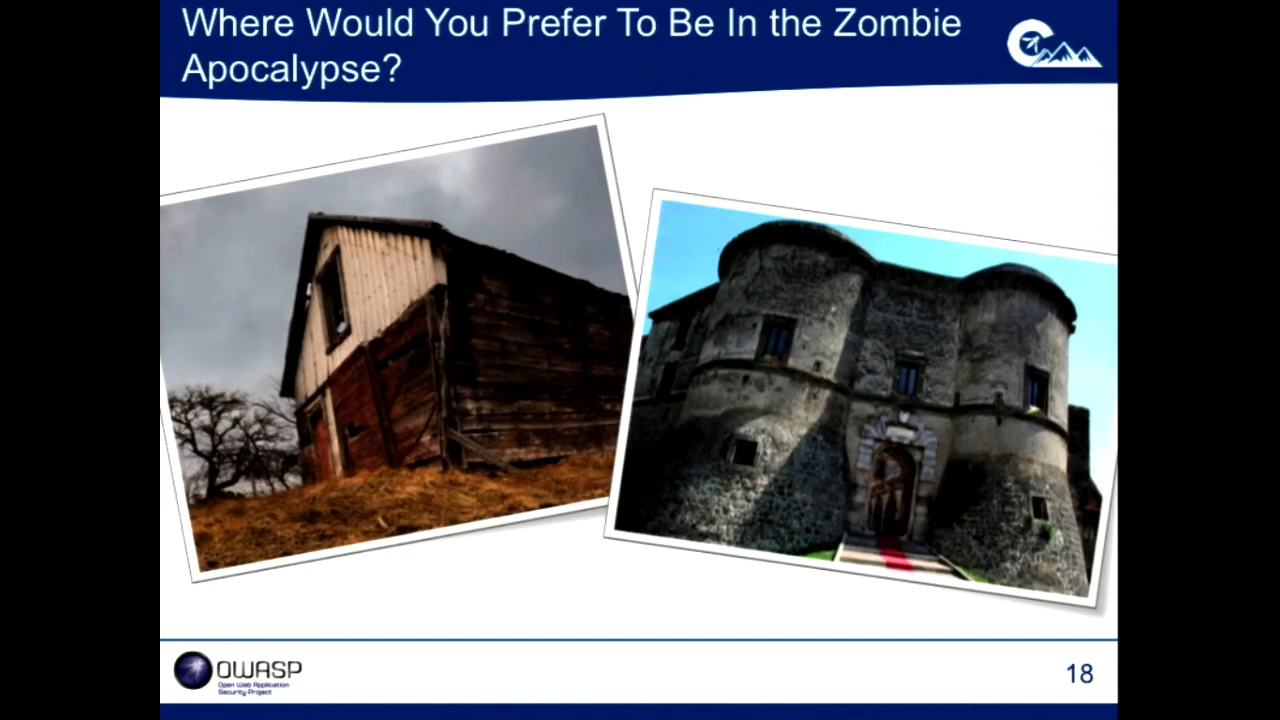 Where Would You Prefer To Be In the Zombie
Apocalypse?
OWASP
Open Web Application
Security Project
18